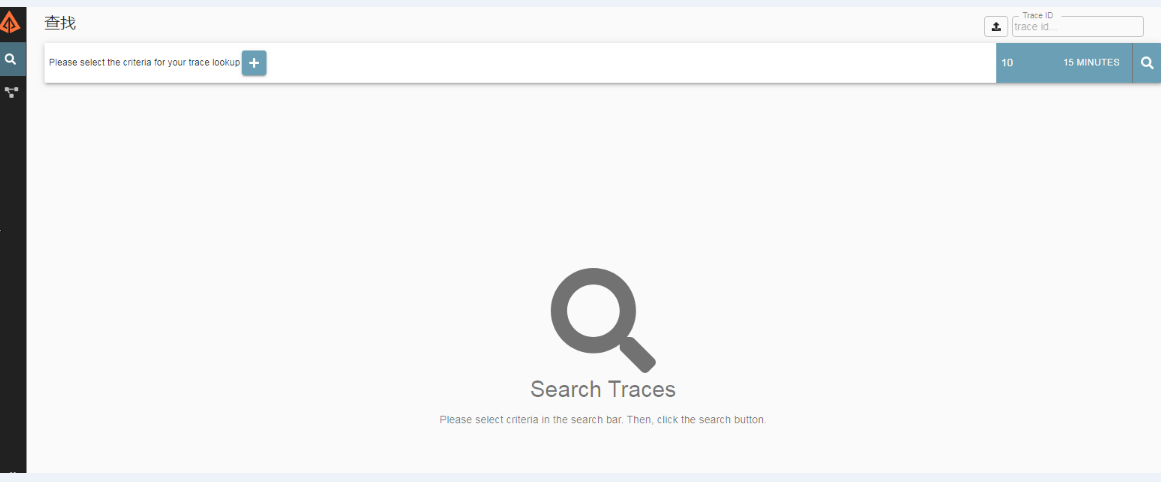 查找
Trace ID
trace id...
Please select the criteria for your trace lookup
10
15 MINUTES
Search Traces
Please select criteria in the search bar. Then, click the search button.